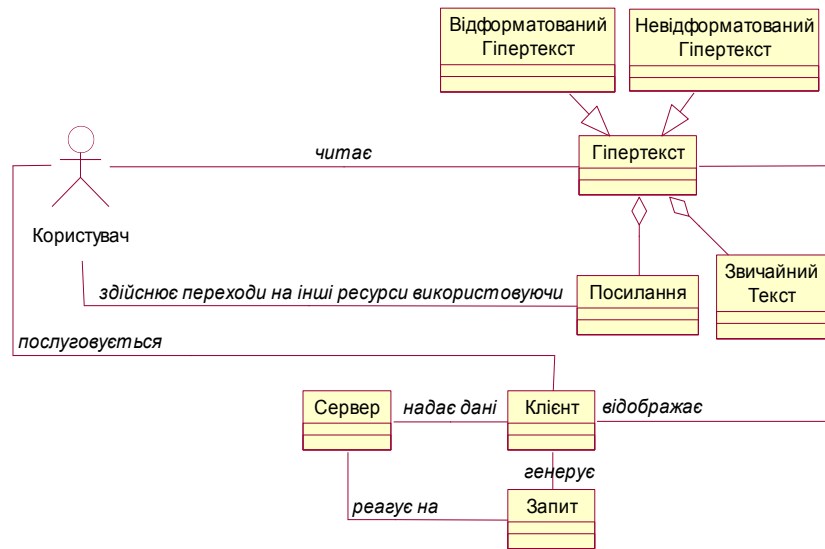 Відформатований
Гіпертекст
Невідформатований
Гіпертекст
читає
Гіпертекст
Користувач
здійснює переходи на інші ресурси використовуючи
Посилання
Звичайний
Текст
послуговується
Сервер
надає дані
Клієнт
відображає
генерує
реагує на
Запит